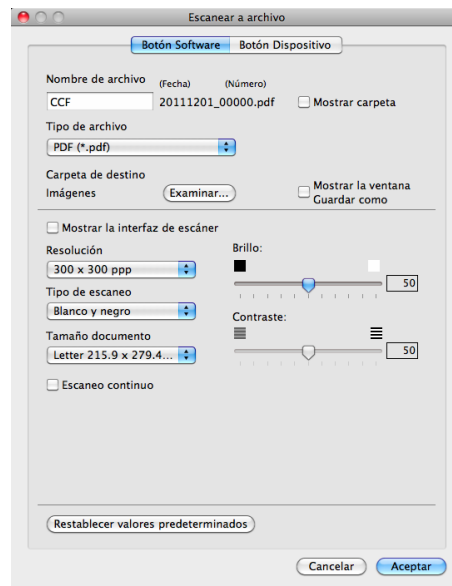 Escanear a archivo
Botón Software Botón Dispositivo
Nombre de archivo (Fecha) (Número)
CCF 20111201_00000.pdf Mostrar carpeta
Tipo de archivo
PDF (*.pdf)
Carpeta de destino
Imágenes Examinar... Mostrar la ventana Guardar como
Mostrar la interfaz de escáner
Resolución Brillo:
300 x 300 ppp 50
Tipo de escaneo
Blanco y negro
Contraste:
Tamaño documento
Letter 215.9 x 279.4... 50
Escaneo continuo
Restablecer valores predeterminados
Cancelar Aceptar